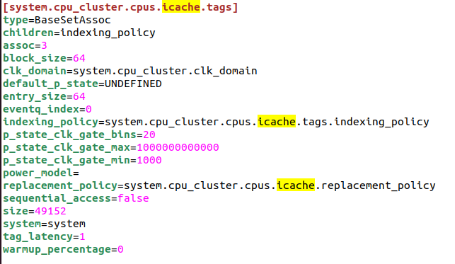 [system.cpu_cluster.cpus.icache.tags]
type=BaseSetAssoc
children=indexing_policy
assoc=3
block_size=64
clk_domain=system.cpu_cluster.clk_domain
default_p_state=UNDEFINED
entry_size=64
eventq_index=0
indexing_policy=system.cpu_cluster.cpus.icache.tags.indexing_policy
p_state_clk_gate_bins=20
p_state_clk_gate_max=1000000000000
p_state_clk_gate_min=1000
power_model=
replacement_policy=system.cpu_cluster.cpus.icache.replacement_policy
sequential_access=false
size=49152
system=system
tag_latency=1
warmup_percentage=0